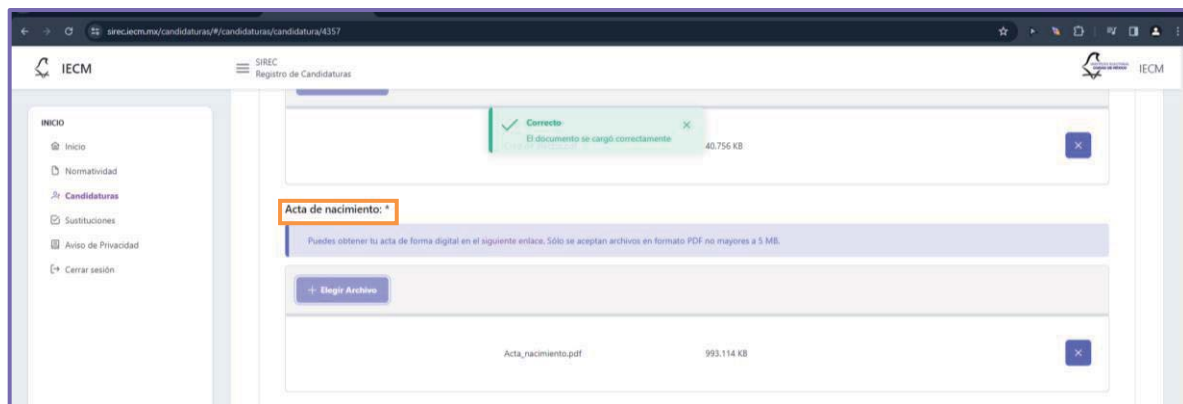 sirec.iecm.mx/candidaturas/#/candidaturas/candidatura/4357
IECM
SIREC
Registro de Candidaturas
IECM
INICIO
Inicio
Normatividad
Candidaturas
Sustituciones
Aviso de Privacidad
Cerrar sesión
Correcto
El documento se cargó correctamente
40.756 KB
Acta de nacimiento: *
Puedes obtener tu acta de forma digital en el siguiente enlace. Sólo se aceptan archivos en formato PDF no mayores a 5 MB.
+ Elegir Archivo
Acta_nacimiento.pdf 993.114 KB